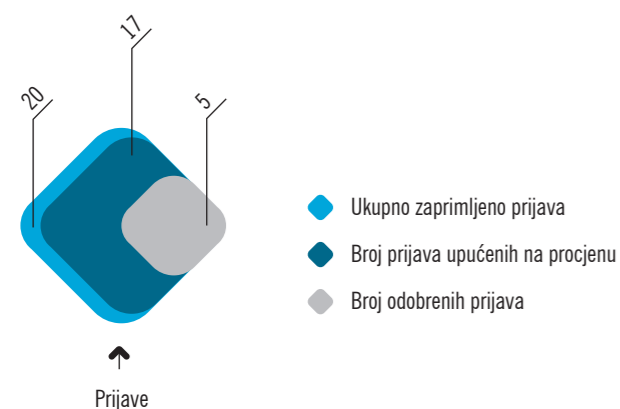 17
20
5
Ukupno zaprimljeno prijava
Broj prijava upućenih na procjenu
Broj odobrenih prijava
Prijave